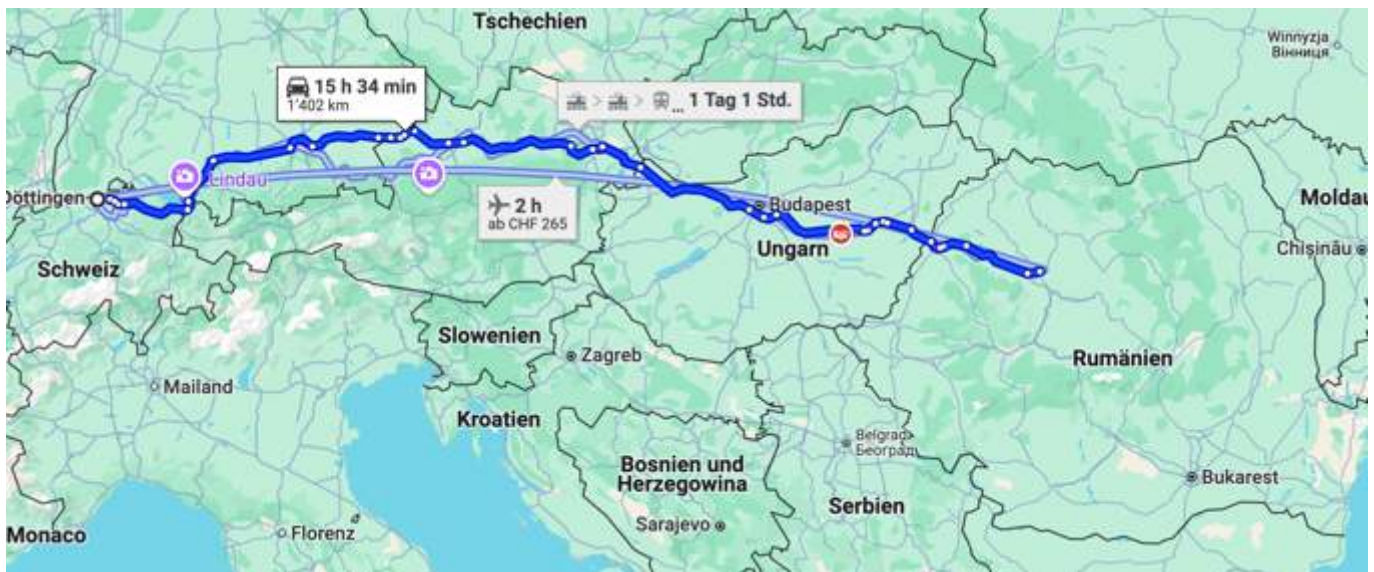 Tschechien
Winnyzja
Вінниця
15 h 34 min
1'402 km
> > ... 1 Tag 1 Std.
Lindau
Döttingen
2 h
ab CHF 265
Budapest
Ungarn
Moldau
Chișinău
Schweiz
Slowenien
Zagreb
Rumänien
Mailand
Kroatien
Belgrad
Београд
Bosnien und
Herzegowina
Bukarest
Serbien
Sarajevo
Monaco
Florenz